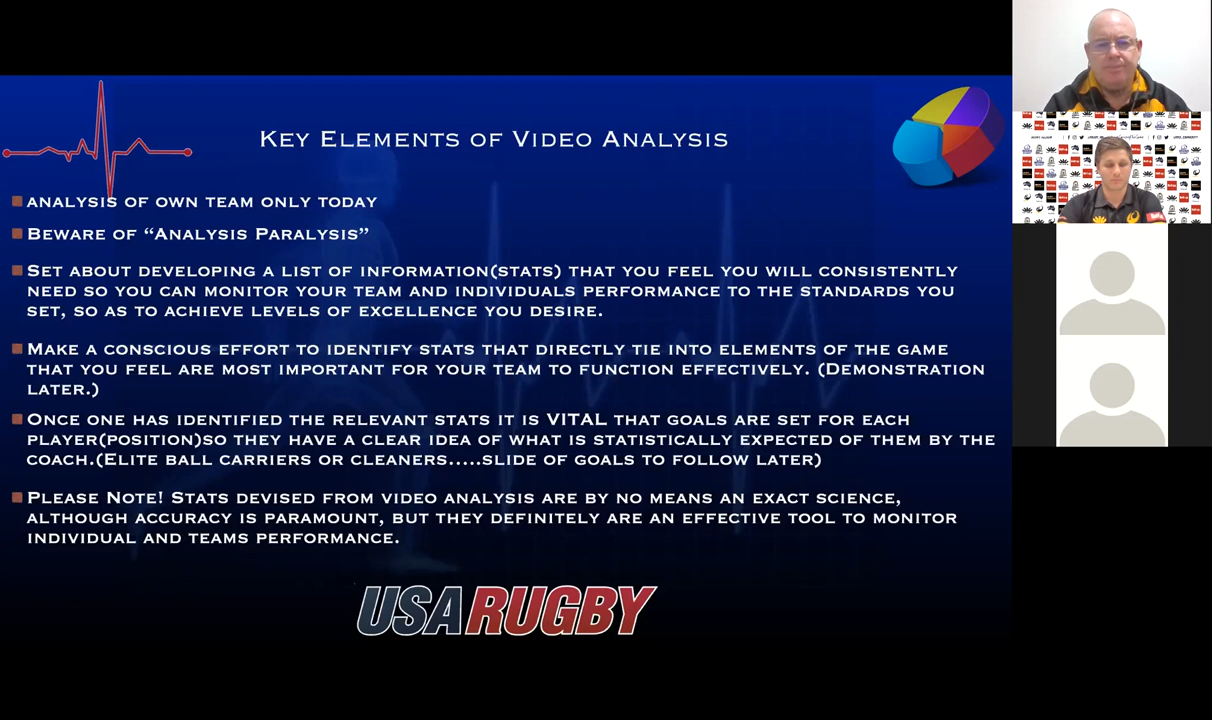 Key Elements of Video Analysis
analysis of own team only today
Beware of “Analysis Paralysis”
Set about developing a list of information(stats) that you feel you will consistently
need so you can monitor your team and individuals performance to the standards you
set, so as to achieve levels of excellence you desire.
Make a conscious effort to identify stats that directly tie into elements of the game
that you feel are most important for your team to function effectively. (Demonstration
later.)
Once one has identified the relevant stats it is VITAL that goals are set for each
player(position)so they have a clear idea of what is statistically expected of them by the
coach.(Elite ball carriers or cleaners.....slide of goals to follow later)
Please Note! Stats devised from video analysis are by no means an exact science,
although accuracy is paramount, but they definitely are an effective tool to monitor
individual and teams performance.
USA RUGBY